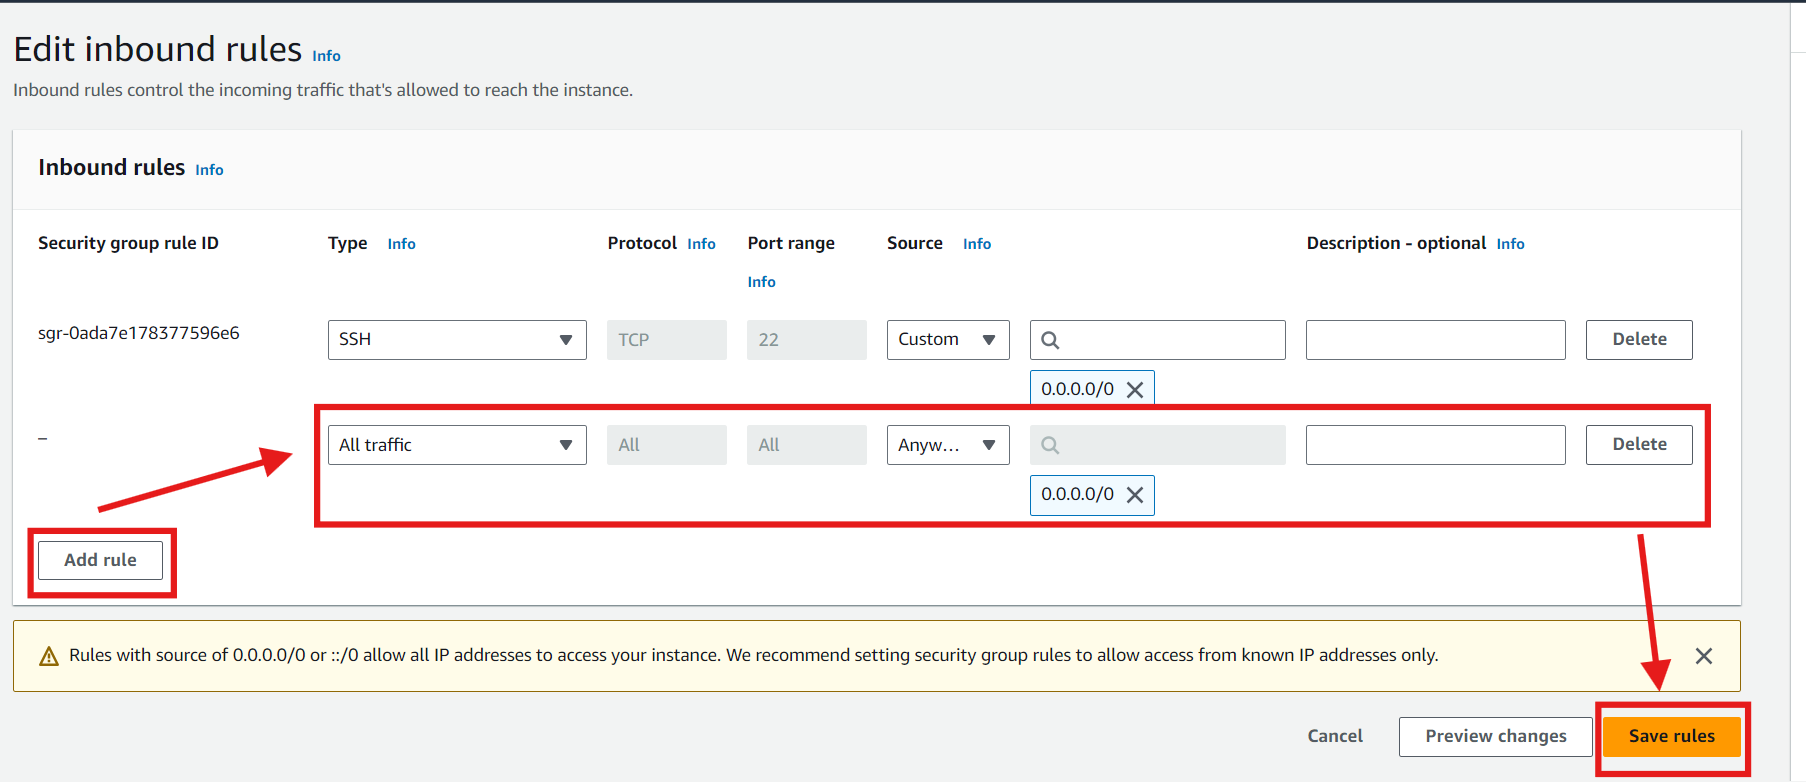 Edit inbound rules Info
Inbound rules control the incoming traffic that's allowed to reach the instance.
Inbound rules Info
Security group rule ID Type Info Protocol Info Port range Info Source Info Description - optional Info
sgr-0ada7e178377596e6 SSH TCP 22 Custom Delete
0.0.0.0/0
– All traffic All All Anyw... Delete
0.0.0.0/0
Add rule
Rules with source of 0.0.0.0/0 or ::/0 allow all IP addresses to access your instance. We recommend setting security group rules to allow access from known IP addresses only.
Cancel Preview changes Save rules